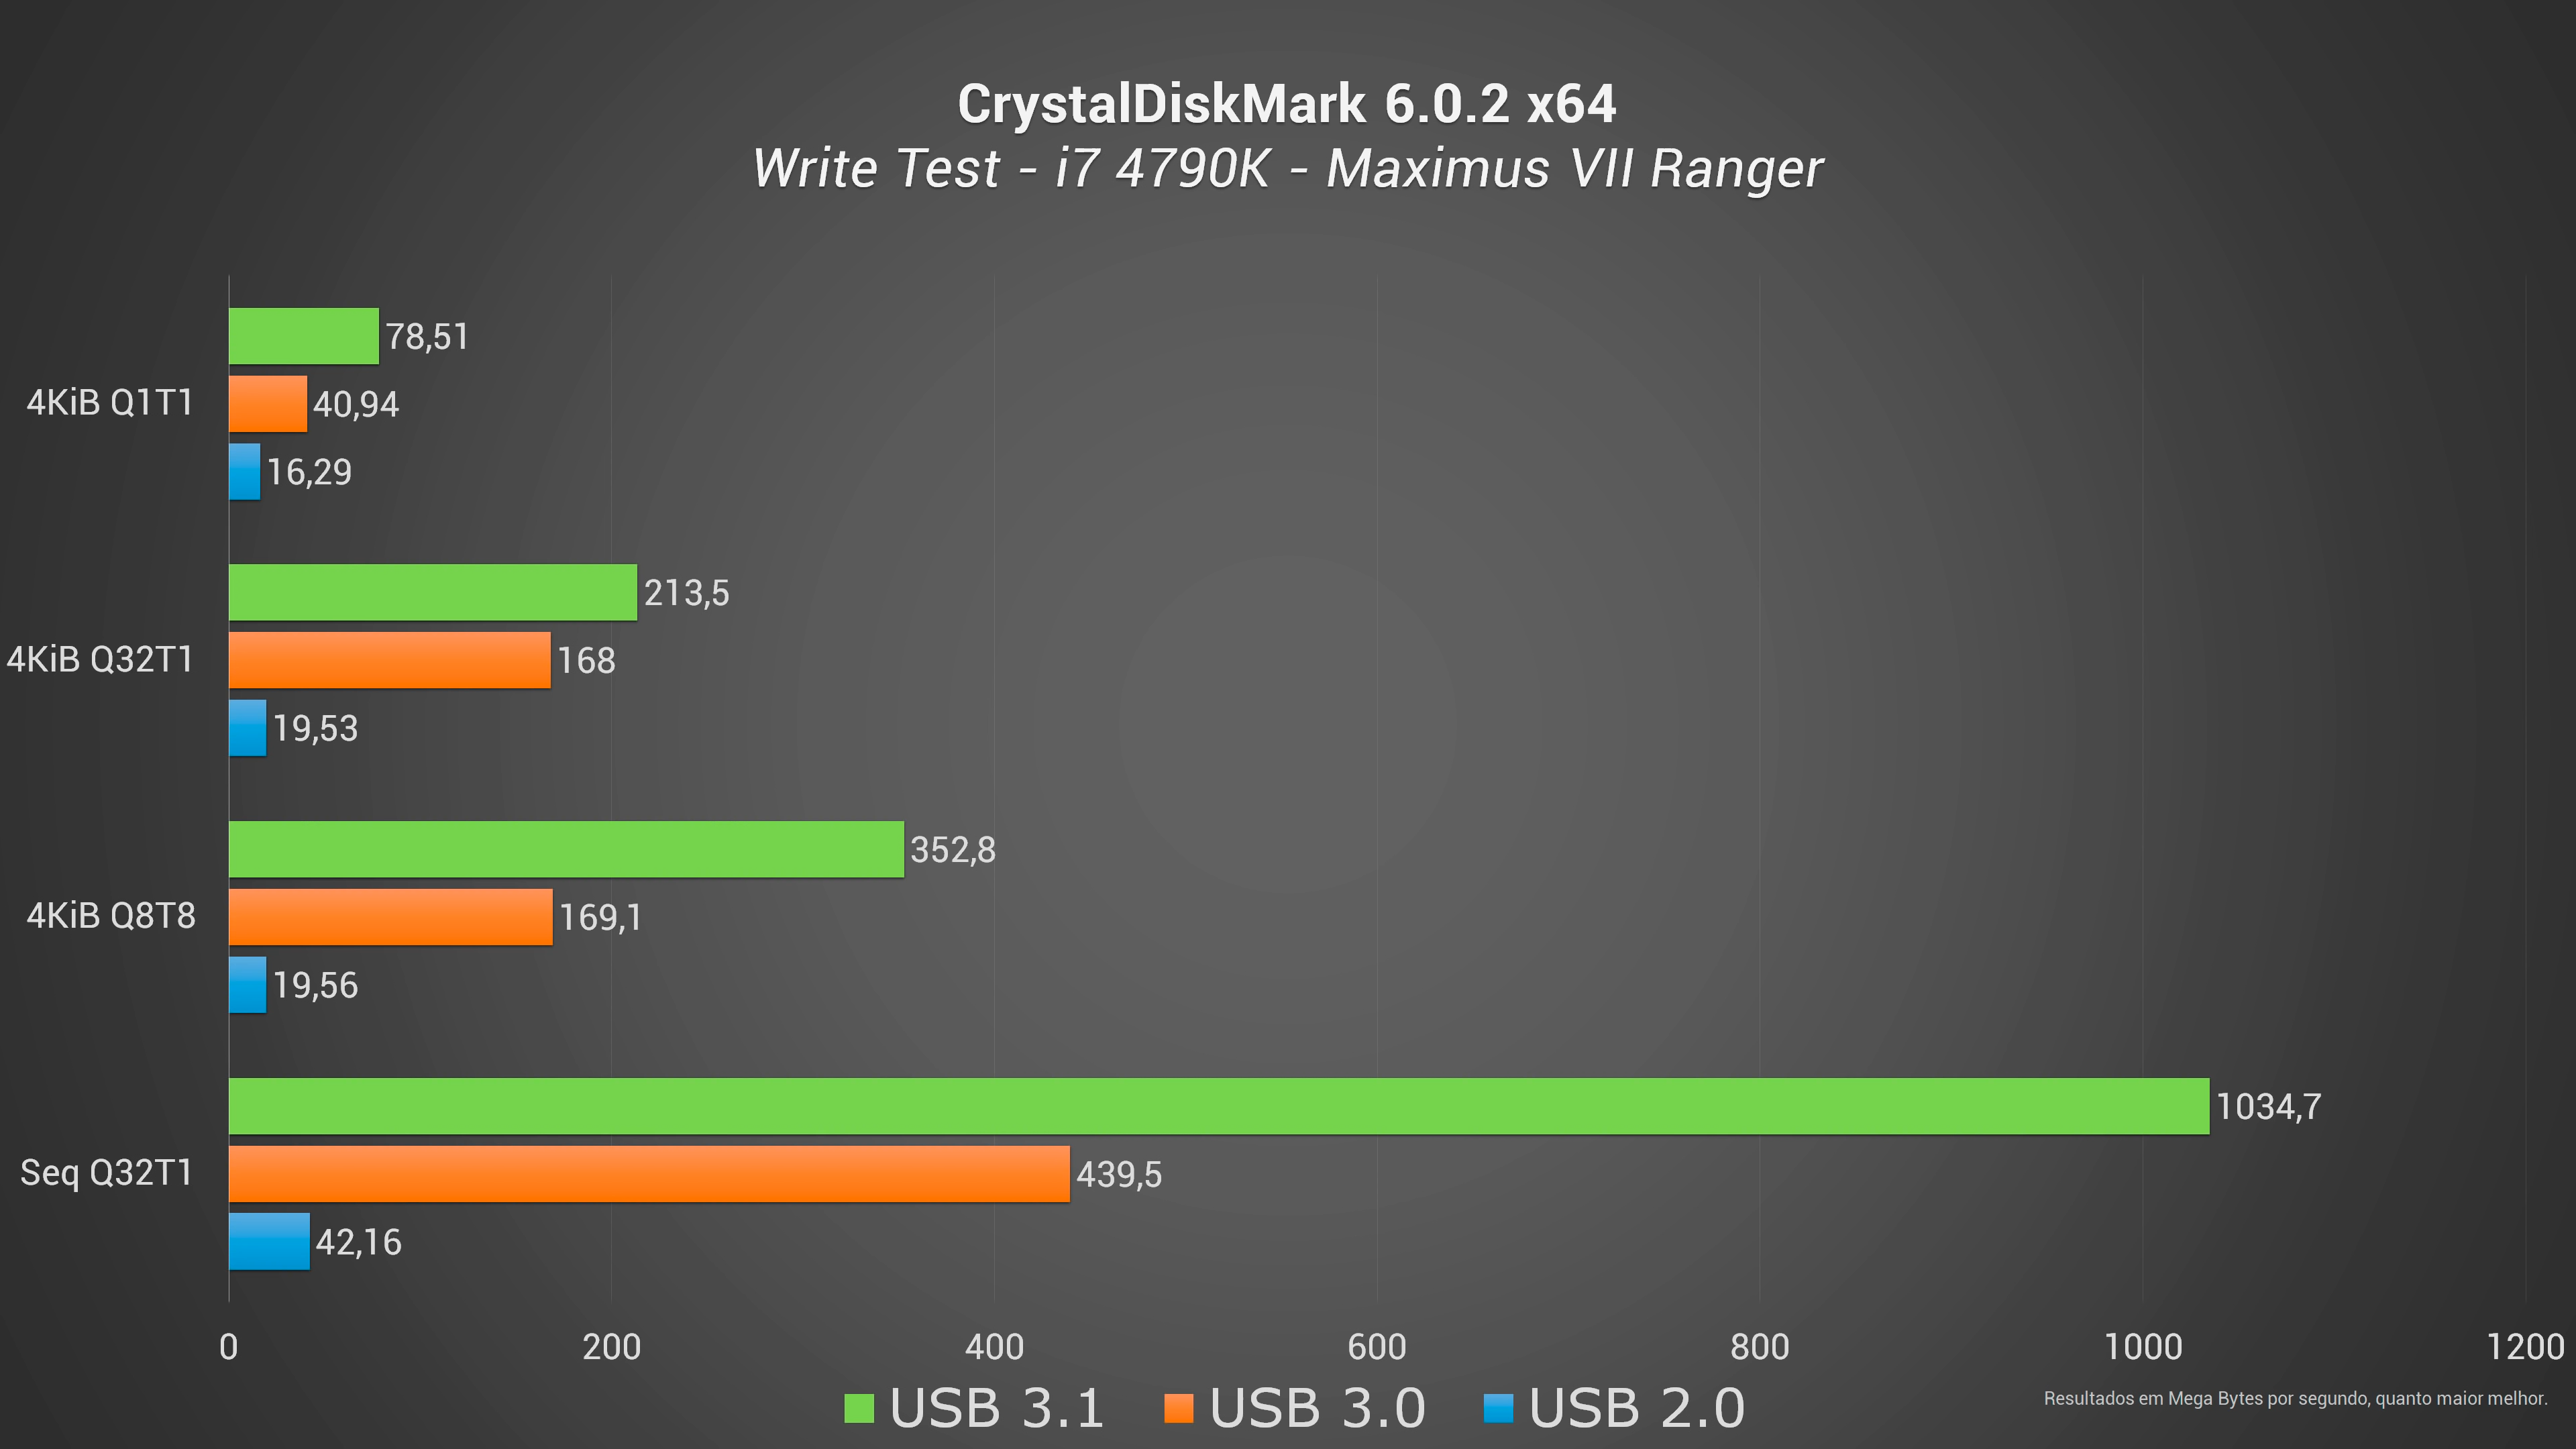 CrystalDiskMark 6.0.2 x64
Write Test - i7 4790K - Maximus VII Ranger
4KiB Q1T1
78,51
40,94
16,29
4KiB Q32T1
213,5
168
19,53
4KiB Q8T8
352,8
169,1
19,56
Seq Q32T1
1034,7
439,5
42,16
0 200 400 600 800 1000 1200
USB 3.1 USB 3.0 USB 2.0
Resultados em Mega Bytes por segundo, quanto maior melhor.